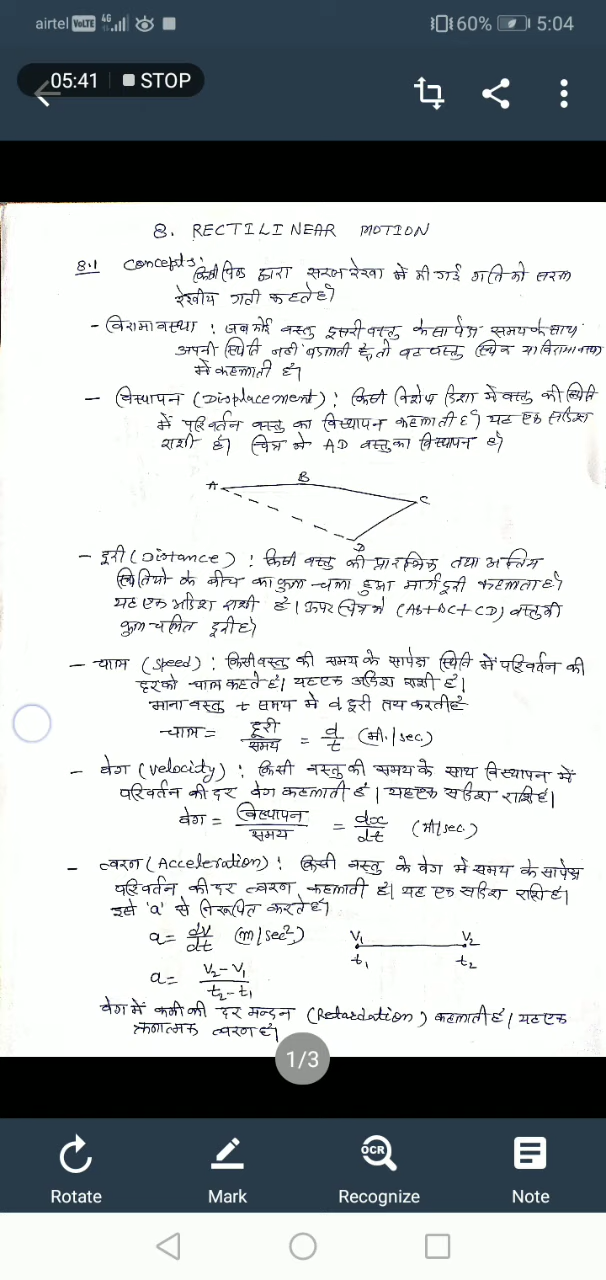 airtel VoLTE 4G 60% 5:04
05:41 STOP
8. RECTILINEAR MOTION
8.1 Concepts:
किसी पिंड द्वारा सरल रेखा में की गई गति को सरल
रेखीय गती कहते है।
- विरामावस्था : जब कोई वस्तु दूसरी वस्तु के सापेक्ष समय के साथ
अपनी स्थिति नही बदलती है, तो वह वस्तु स्थिर या विरामावस्था
में कहलाती है।
- विस्थापन (Displacement) : किसी विशेष दिशा में वस्तु की स्थिति
में परिवर्तन वस्तु का विस्थापन कहलाता है। यह एक सदिश
राशी है। चित्र में AD वस्तु का विस्थापन है।
A B C D
- दूरी (Distance) : किसी वस्तु की प्रारम्भिक तथा अन्तिम
स्थितियो के बीच का कुल चला हुआ मार्ग दूरी कहलाता है।
यह एक अदिश राशी है। ऊपर चित्र में (AB+BC+CD) वस्तु की
कुल चलित दूरी है।
- चाल (Speed) : किसी वस्तु की समय के सापेक्ष स्थिति में परिवर्तन की
दर को चाल कहते है। यह एक अदिश राशी है।
माना वस्तु t समय में d दूरी तय करती है
चाल = दूरी/समय = d/t (मी./sec.)
- वेग (Velocity) : किसी वस्तु की समय के साथ विस्थापन में
परिवर्तन की दर वेग कहलाती है। यह एक सदिश राशि है।
वेग = विस्थापन/समय = dx/dt (मी/sec.)
- त्वरण (Acceleration) : किसी वस्तु के वेग में समय के सापेक्ष
परिवर्तन की दर त्वरण कहलाती है। यह एक सदिश राशि है।
इसे 'a' से निरूपित करते है।
a = dv/dt (m/sec²) V₁ V₂
t₁ t₂
a = V₂-V₁/t₂-t₁
वेग में कमी की दर मन्दन (Retardation) कहलाती है। यह एक
ऋणात्मक त्वरण है।
1/3
Rotate Mark Recognize Note
OCR